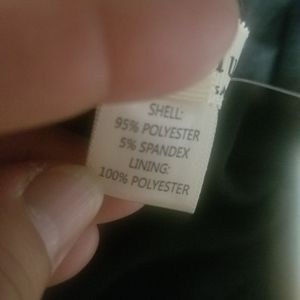 SHELL:
95% POLYESTER
5% SPANDEX
LINING:
100% POLYESTER